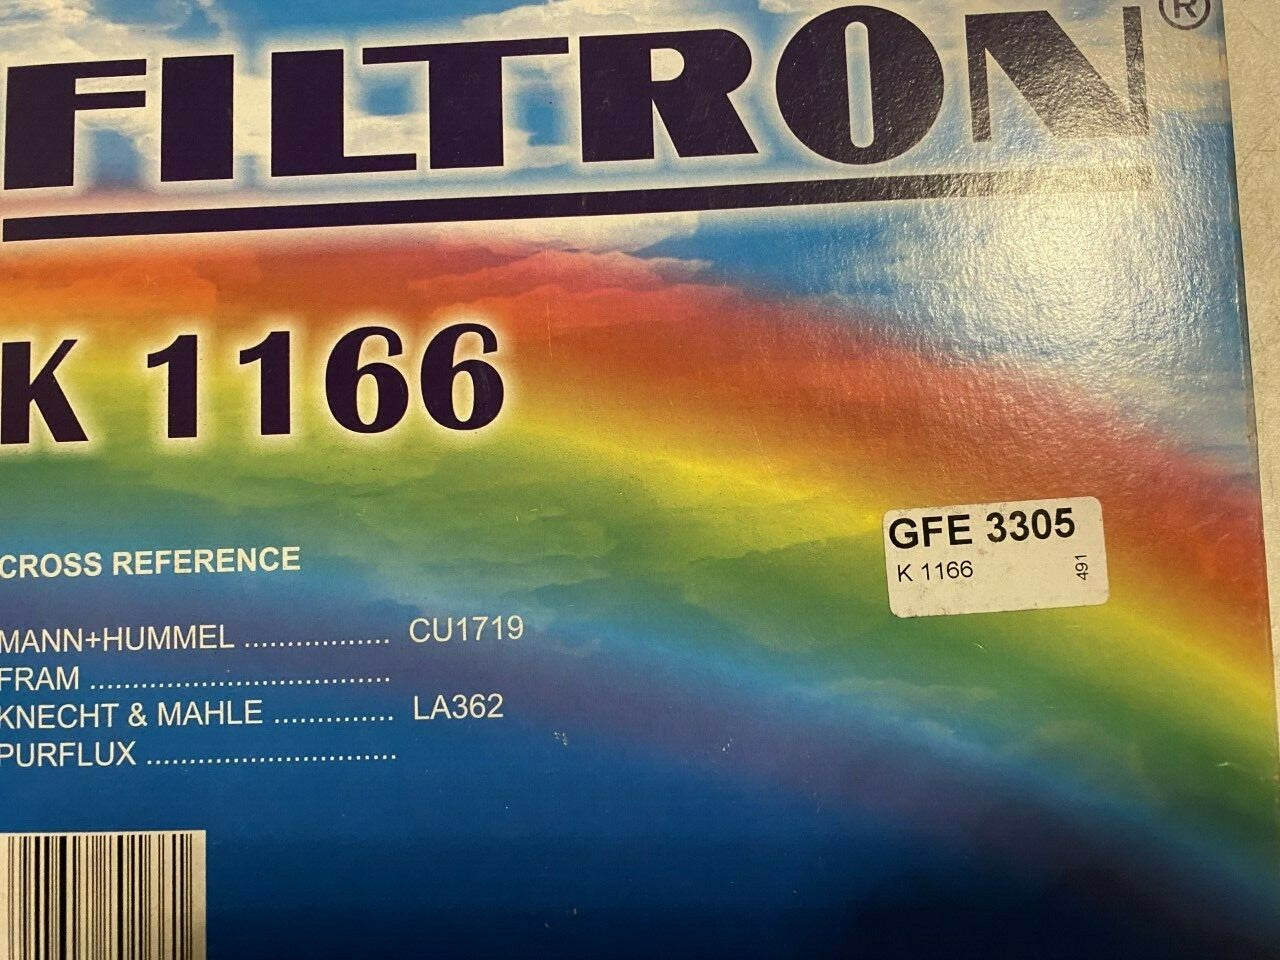 FILTRON®
K 1166
GFE 3305
K 1166
491
CROSS REFERENCE
MANN+HUMMEL ................ CU1719
FRAM .................................
KNECHT & MAHLE .............. LA362
PURFLUX ............................